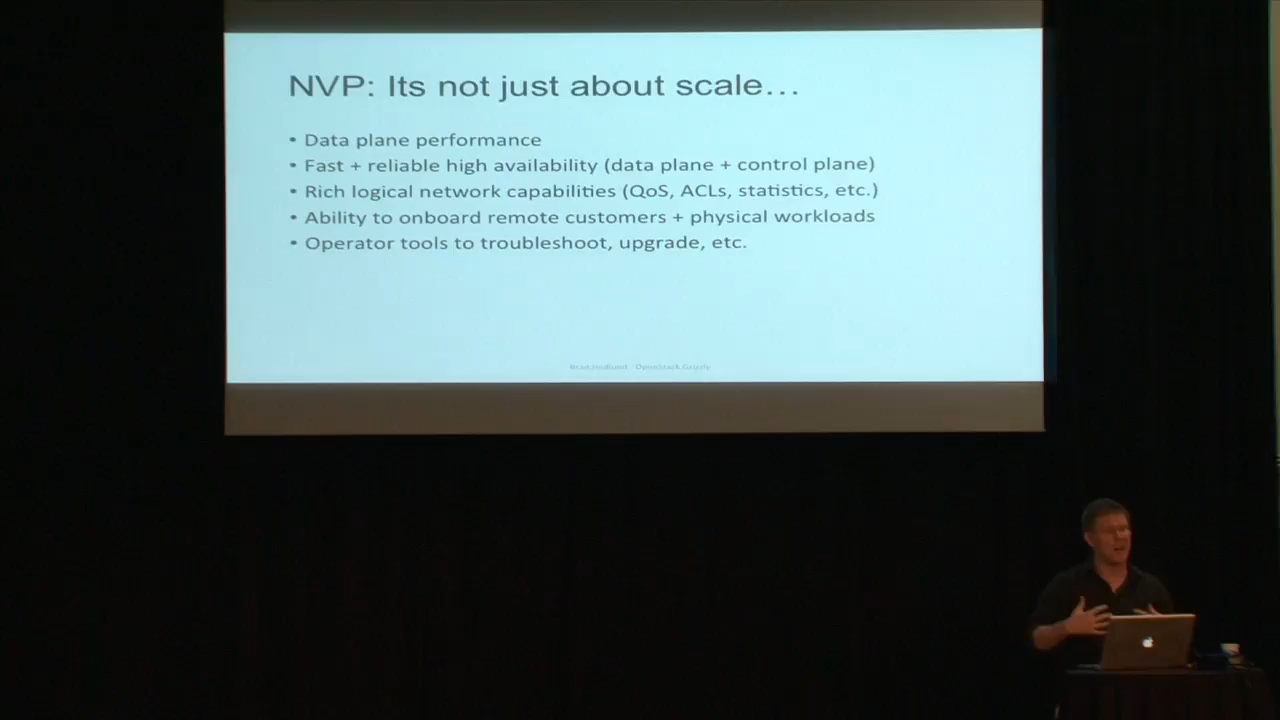 NVP: Its not just about scale…
• Data plane performance
• Fast + reliable high availability (data plane + control plane)
• Rich logical network capabilities (QoS, ACLs, statistics, etc.)
• Ability to onboard remote customers + physical workloads
• Operator tools to troubleshoot, upgrade, etc.